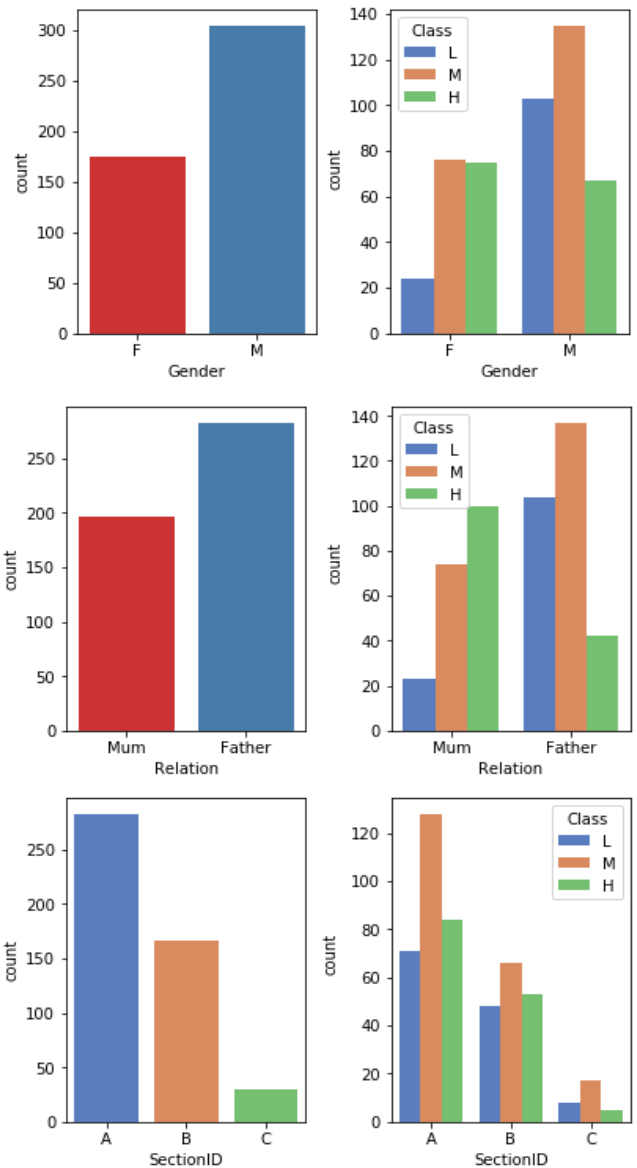 300
250
200
150
100
50
0
count
F
M
Gender
140
120
100
80
60
40
20
0
count
Class
L
M
H
F
M
Gender
250
200
150
100
50
0
count
Mum
Father
Relation
140
120
100
80
60
40
20
0
count
Class
L
M
H
Mum
Father
Relation
250
200
150
100
50
0
count
A
B
C
SectionID
120
100
80
60
40
20
0
count
Class
L
M
H
A
B
C
SectionID